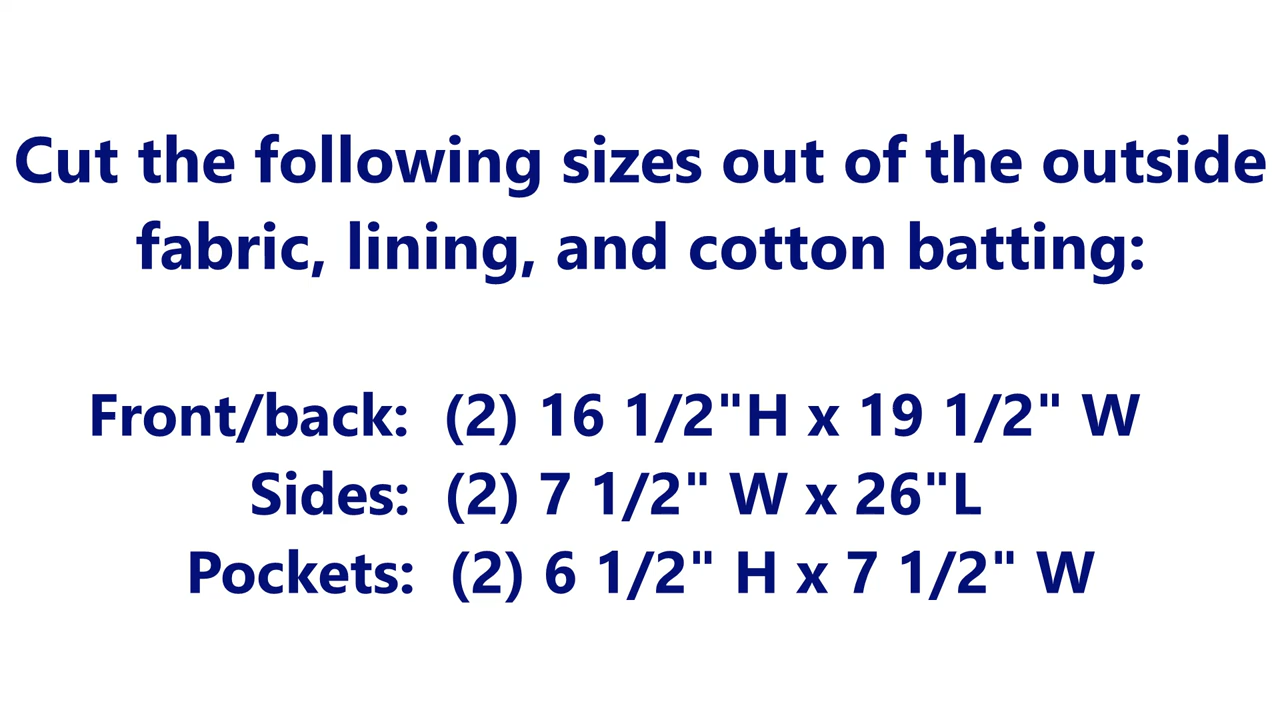 Cut the following sizes out of the outside
fabric, lining, and cotton batting:
Front/back: (2) 16 1/2"H x 19 1/2" W
Sides: (2) 7 1/2" W x 26"L
Pockets: (2) 6 1/2" H x 7 1/2" W